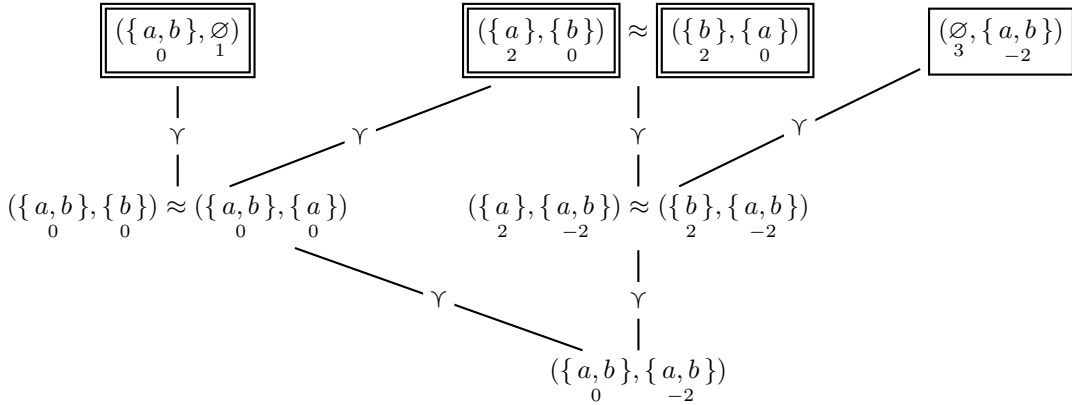 ({a, b}, ∅) ({a}, {b}) ≈ ({b}, {a}) (∅, {a, b})
0 1 2 0 2 0 3 −2
⋎ ⋎ ⋎ ⋎
({a, b}, {b}) ≈ ({a, b}, {a}) ({a}, {a, b}) ≈ ({b}, {a, b})
0 0 0 0 2 −2 2 −2
⋎ ⋎
({a, b}, {a, b})
0 −2